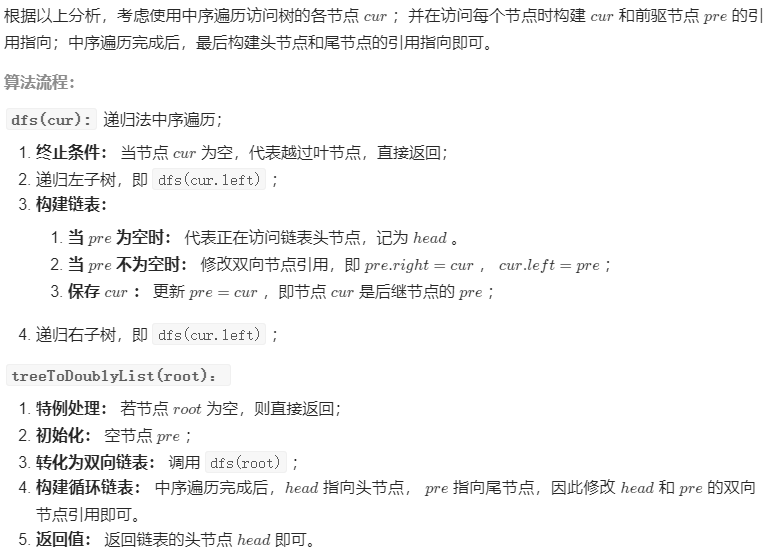 根据以上分析，考虑使用中序遍历访问树的各节点 cur ；并在访问每个节点时构建 cur 和前驱节点 pre 的引
用指向；中序遍历完成后，最后构建头节点和尾节点的引用指向即可。
算法流程：
dfs(cur): 递归法中序遍历；
1. 终止条件： 当节点 cur 为空，代表越过叶节点，直接返回；
2. 递归左子树，即 dfs(cur.left) ；
3. 构建链表：
1. 当 pre 为空时： 代表正在访问链表头节点，记为 head 。
2. 当 pre 不为空时： 修改双向节点引用，即 pre.right = cur ， cur.left = pre ；
3. 保存 cur ： 更新 pre = cur ，即节点 cur 是后继节点的 pre ；
4. 递归右子树，即 dfs(cur.left) ；
treeToDoublyList(root):
1. 特例处理： 若节点 root 为空，则直接返回；
2. 初始化： 空节点 pre ；
3. 转化为双向链表： 调用 dfs(root) ；
4. 构建循环链表： 中序遍历完成后，head 指向头节点， pre 指向尾节点，因此修改 head 和 pre 的双向
节点引用即可。
5. 返回值： 返回链表的头节点 head 即可。